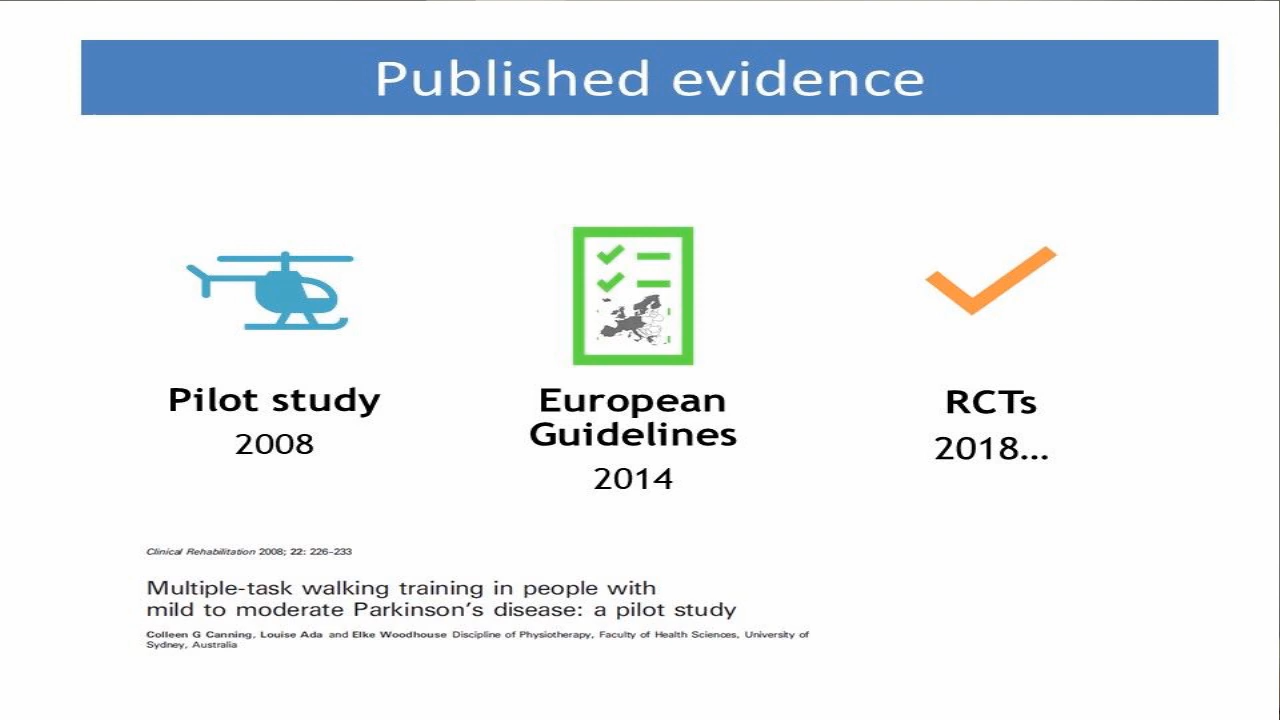 Published evidence
Pilot study
2008
European
Guidelines
2014
RCTs
2018...
Clinical Rehabilitation 2008; 22: 226–233
Multiple-task walking training in people with
mild to moderate Parkinson's disease: a pilot study
Colleen G Canning, Louise Ada and Elke Woodhouse Discipline of Physiotherapy, Faculty of Health Sciences, University of
Sydney, Australia